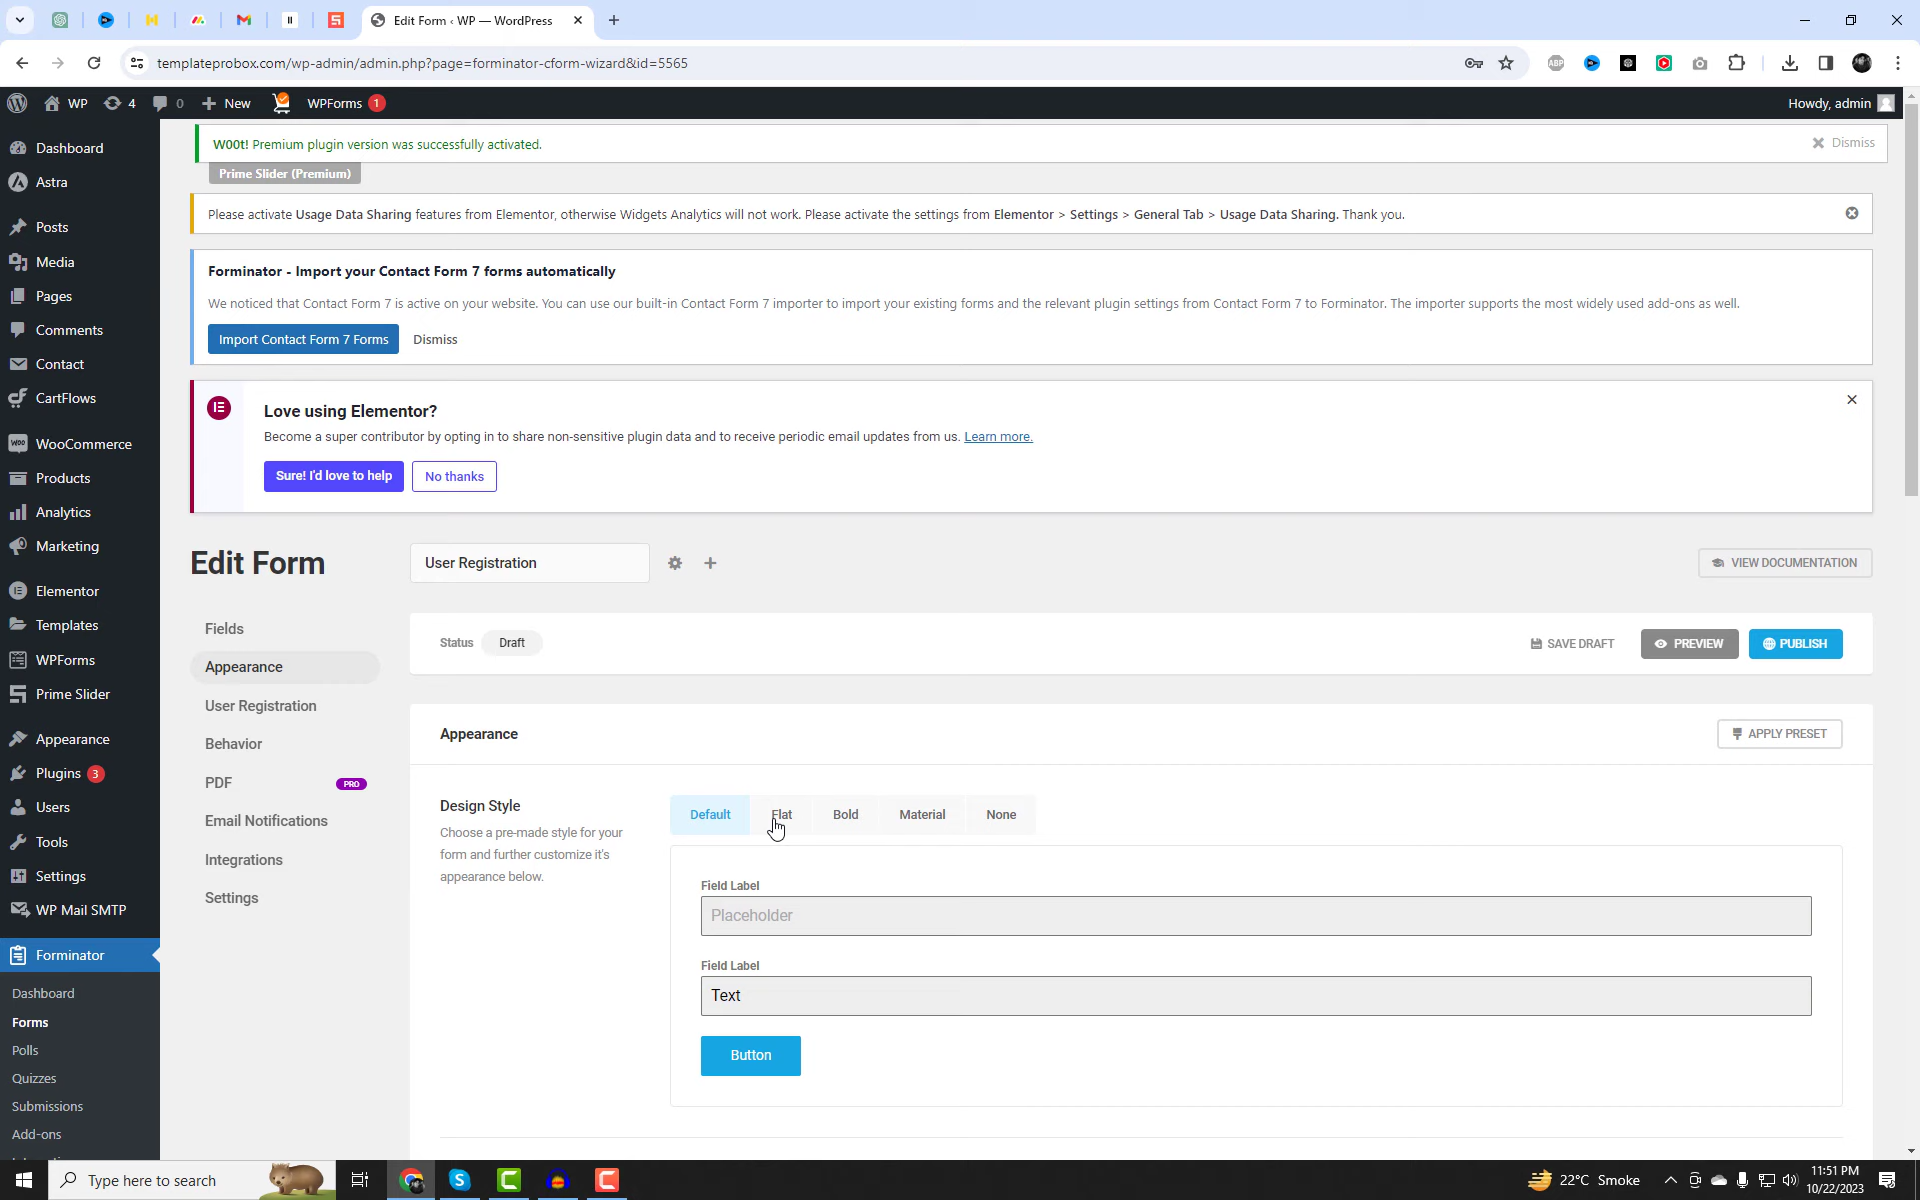 Edit Form ‹ WP — WordPress
templateprobox.com/wp-admin/admin.php?page=forminator-cform-wizard&id=5565
WP 4 0 New WPForms 1 Howdy, admin
Dashboard
Astra
Posts
Media
Pages
Comments
Contact
CartFlows
WooCommerce
Products
Analytics
Marketing
Elementor
Templates
WPForms
Prime Slider
Appearance
Plugins 3
Users
Tools
Settings
WP Mail SMTP
Forminator
Dashboard
Forms
Polls
Quizzes
Submissions
Add-ons
W00t! Premium plugin version was successfully activated.
Dismiss
Prime Slider (Premium)
Please activate Usage Data Sharing features from Elementor, otherwise Widgets Analytics will not work. Please activate the settings from Elementor > Settings > General Tab > Usage Data Sharing. Thank you.
Forminator - Import your Contact Form 7 forms automatically
We noticed that Contact Form 7 is active on your website. You can use our built-in Contact Form 7 importer to import your existing forms and the relevant plugin settings from Contact Form 7 to Forminator. The importer supports the most widely used add-ons as well.
Import Contact Form 7 Forms Dismiss
Love using Elementor?
Become a super contributor by opting in to share non-sensitive plugin data and to receive periodic email updates from us. Learn more.
Sure! I'd love to help No thanks
Edit Form
User Registration
VIEW DOCUMENTATION
Fields
Appearance
User Registration
Behavior
PDF PRO
Email Notifications
Integrations
Settings
Status Draft
SAVE DRAFT PREVIEW PUBLISH
Appearance
APPLY PRESET
Design Style
Choose a pre-made style for your
form and further customize it's
appearance below.
Default Flat Bold Material None
Field Label
Placeholder
Field Label
Text
Button
Type here to search
22°C Smoke
11:51 PM
10/22/2023